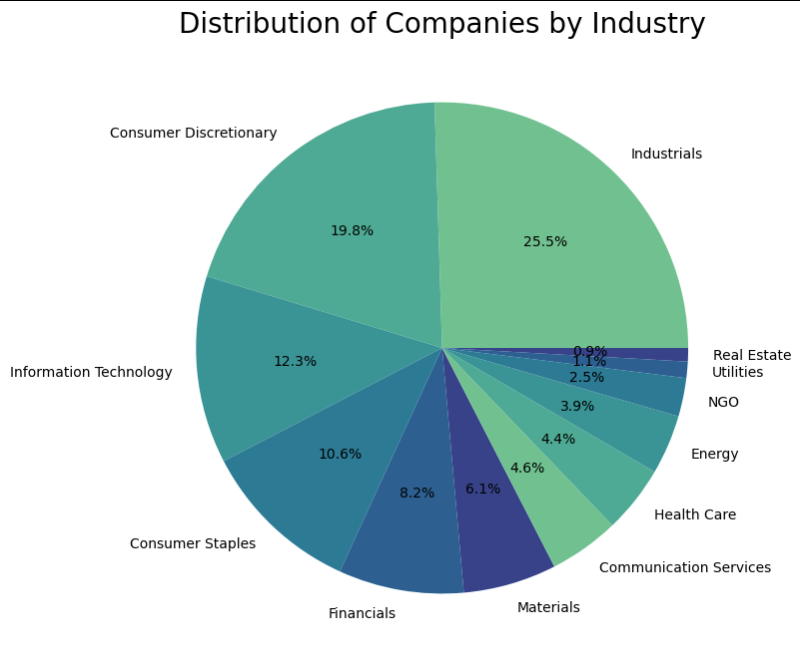 Distribution of Companies by Industry
Industrials
25.5%
Consumer Discretionary
19.8%
Information Technology
12.3%
Consumer Staples
10.6%
Financials
8.2%
Materials
6.1%
Communication Services
4.6%
Health Care
4.4%
Energy
3.9%
NGO
2.5%
Utilities
1.1%
Real Estate
0.9%